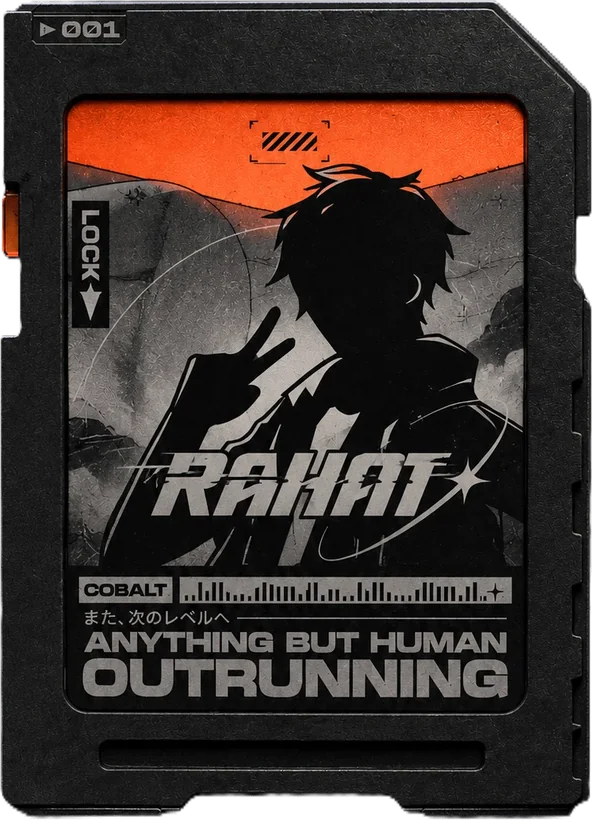 001
LOCK
RAHAT
COBALT
また、次のレベルへ
ANYTHING BUT HUMAN
OUTRUNNING